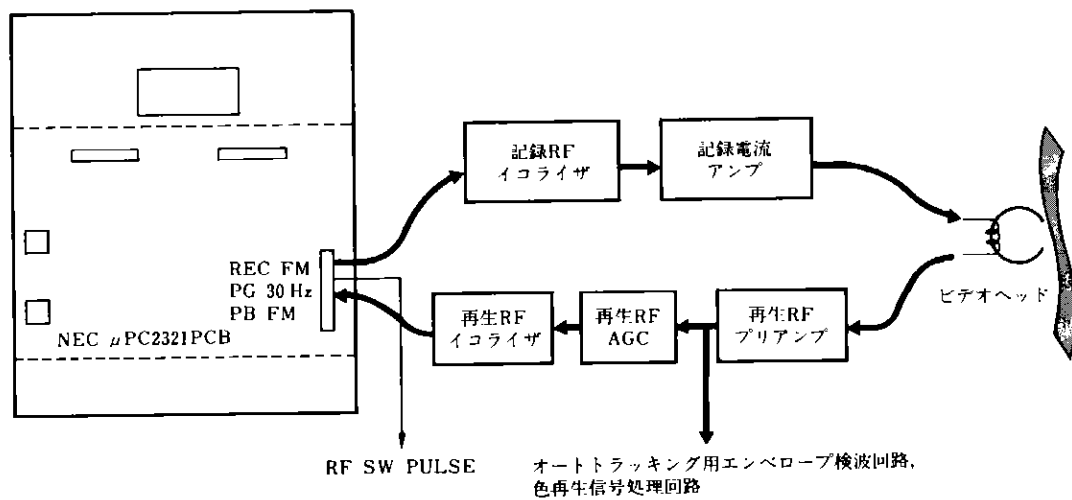 記録RF
イコライザ
記録電流
アンプ
REC FM
PG 30 Hz
PB FM
NEC μPC2321PCB
再生RF
イコライザ
再生RF
AGC
再生RF
プリアンプ
ビデオヘッド
RF SW PULSE
オートトラッキング用エンベロープ検波回路,
色再生信号処理回路